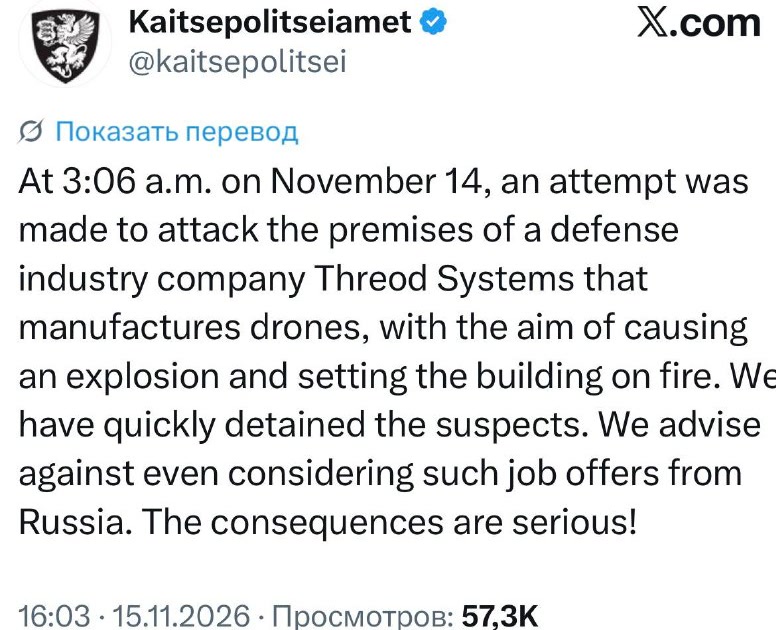 Kaitsepolitseiamet
X.com
@kaitsepolitsei
Показать перевод
At 3:06 a.m. on November 14, an attempt was
made to attack the premises of a defense
industry company Threod Systems that
manufactures drones, with the aim of causing
an explosion and setting the building on fire. We
have quickly detained the suspects. We advise
against even considering such job offers from
Russia. The consequences are serious!
16:03 · 15.11.2026 · Просмотров: 57,3K